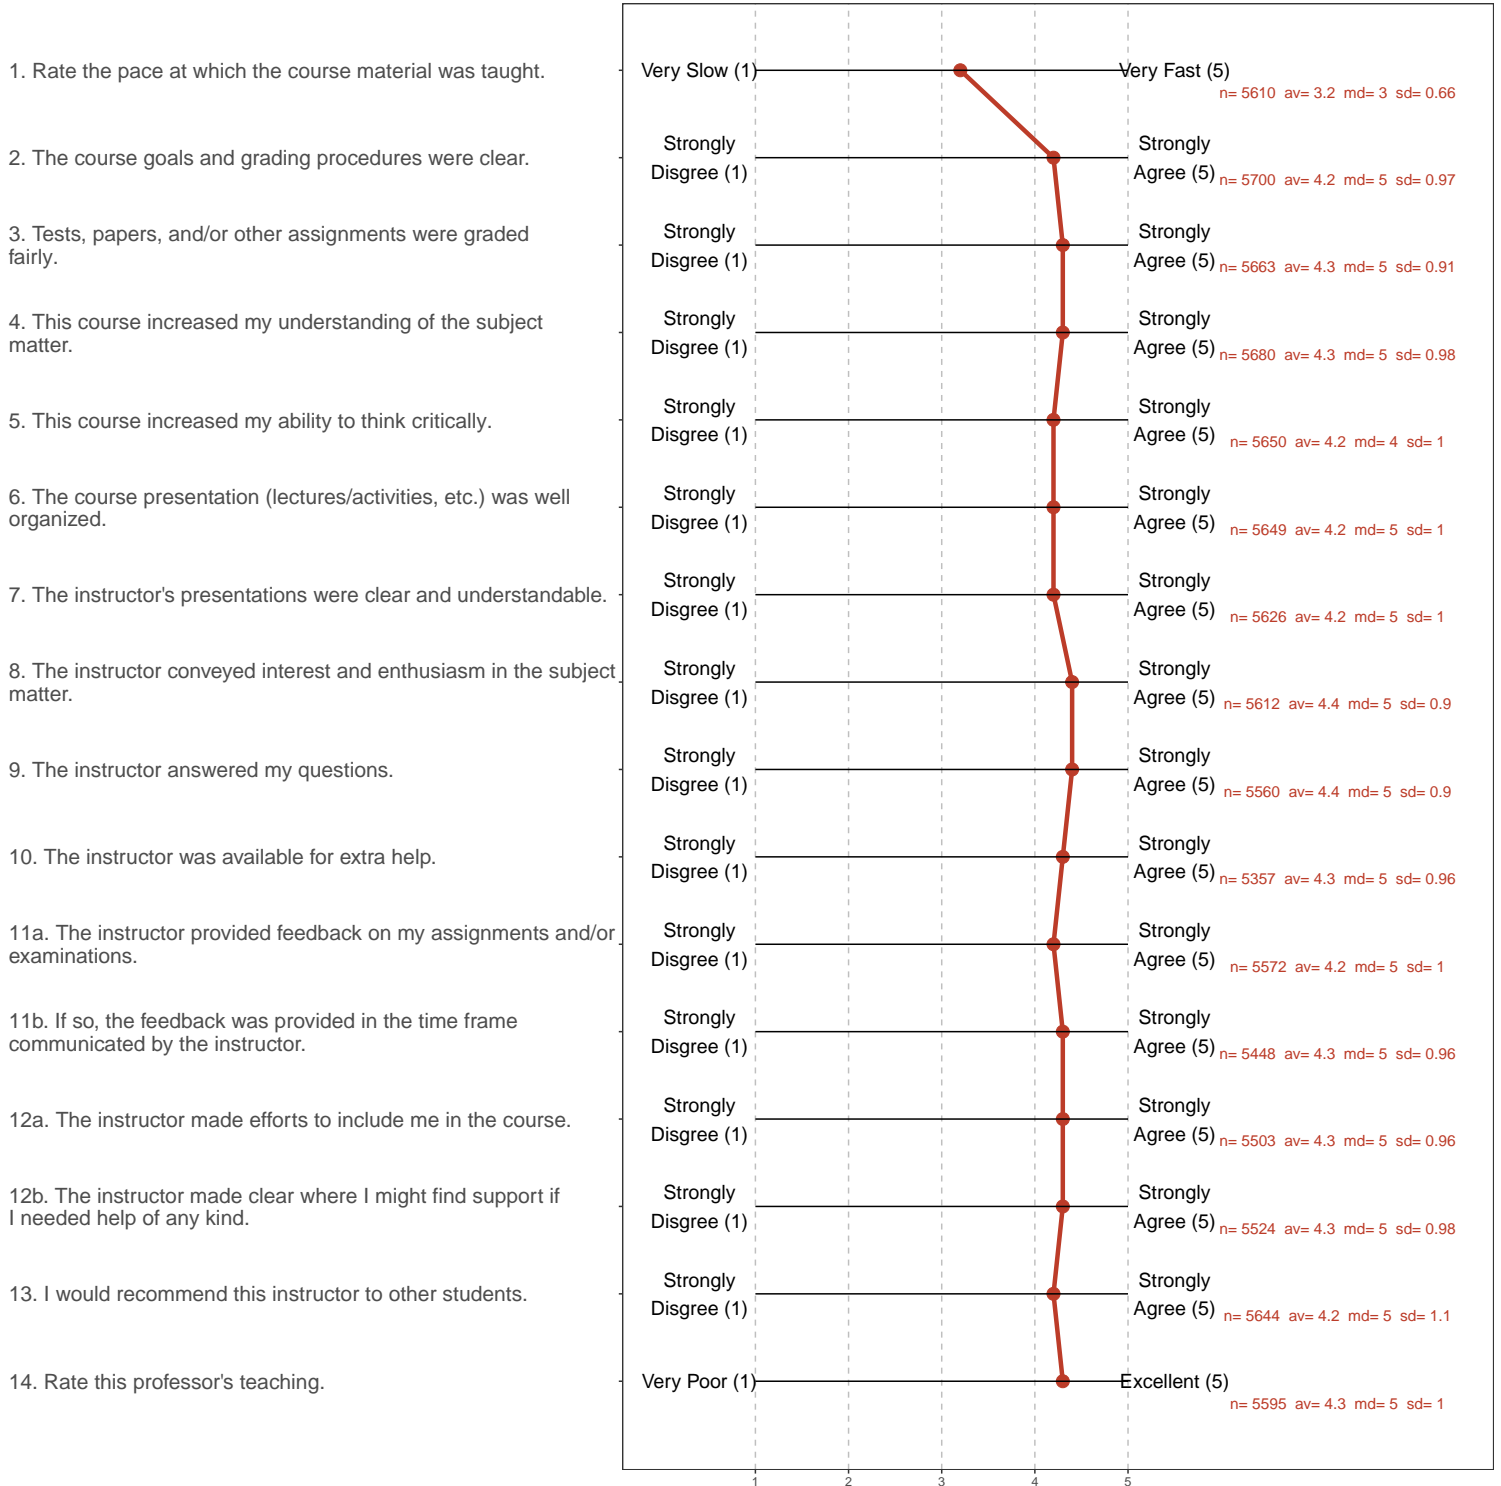 1. Rate the pace at which the course material was taught.
Very Slow (1)
Very Fast (5)
n= 5610 av= 3.2 md= 3 sd= 0.66
2. The course goals and grading procedures were clear.
Strongly
Disgree (1)
Strongly
Agree (5)
n= 5700 av= 4.2 md= 5 sd= 0.97
3. Tests, papers, and/or other assignments were graded
fairly.
Strongly
Disgree (1)
Strongly
Agree (5)
n= 5663 av= 4.3 md= 5 sd= 0.91
4. This course increased my understanding of the subject
matter.
Strongly
Disgree (1)
Strongly
Agree (5)
n= 5680 av= 4.3 md= 5 sd= 0.98
5. This course increased my ability to think critically.
Strongly
Disgree (1)
Strongly
Agree (5)
n= 5650 av= 4.2 md= 4 sd= 1
6. The course presentation (lectures/activities, etc.) was well
organized.
Strongly
Disgree (1)
Strongly
Agree (5)
n= 5649 av= 4.2 md= 5 sd= 1
7. The instructor's presentations were clear and understandable.
Strongly
Disgree (1)
Strongly
Agree (5)
n= 5626 av= 4.2 md= 5 sd= 1
8. The instructor conveyed interest and enthusiasm in the subject
matter.
Strongly
Disgree (1)
Strongly
Agree (5)
n= 5612 av= 4.4 md= 5 sd= 0.9
9. The instructor answered my questions.
Strongly
Disgree (1)
Strongly
Agree (5)
n= 5560 av= 4.4 md= 5 sd= 0.9
10. The instructor was available for extra help.
Strongly
Disgree (1)
Strongly
Agree (5)
n= 5357 av= 4.3 md= 5 sd= 0.96
11a. The instructor provided feedback on my assignments and/or
examinations.
Strongly
Disgree (1)
Strongly
Agree (5)
n= 5572 av= 4.2 md= 5 sd= 1
11b. If so, the feedback was provided in the time frame
communicated by the instructor.
Strongly
Disgree (1)
Strongly
Agree (5)
n= 5448 av= 4.3 md= 5 sd= 0.96
12a. The instructor made efforts to include me in the course.
Strongly
Disgree (1)
Strongly
Agree (5)
n= 5503 av= 4.3 md= 5 sd= 0.96
12b. The instructor made clear where I might find support if
I needed help of any kind.
Strongly
Disgree (1)
Strongly
Agree (5)
n= 5524 av= 4.3 md= 5 sd= 0.98
13. I would recommend this instructor to other students.
Strongly
Disgree (1)
Strongly
Agree (5)
n= 5644 av= 4.2 md= 5 sd= 1.1
14. Rate this professor's teaching.
Very Poor (1)
Excellent (5)
n= 5595 av= 4.3 md= 5 sd= 1
1 2 3 4 5